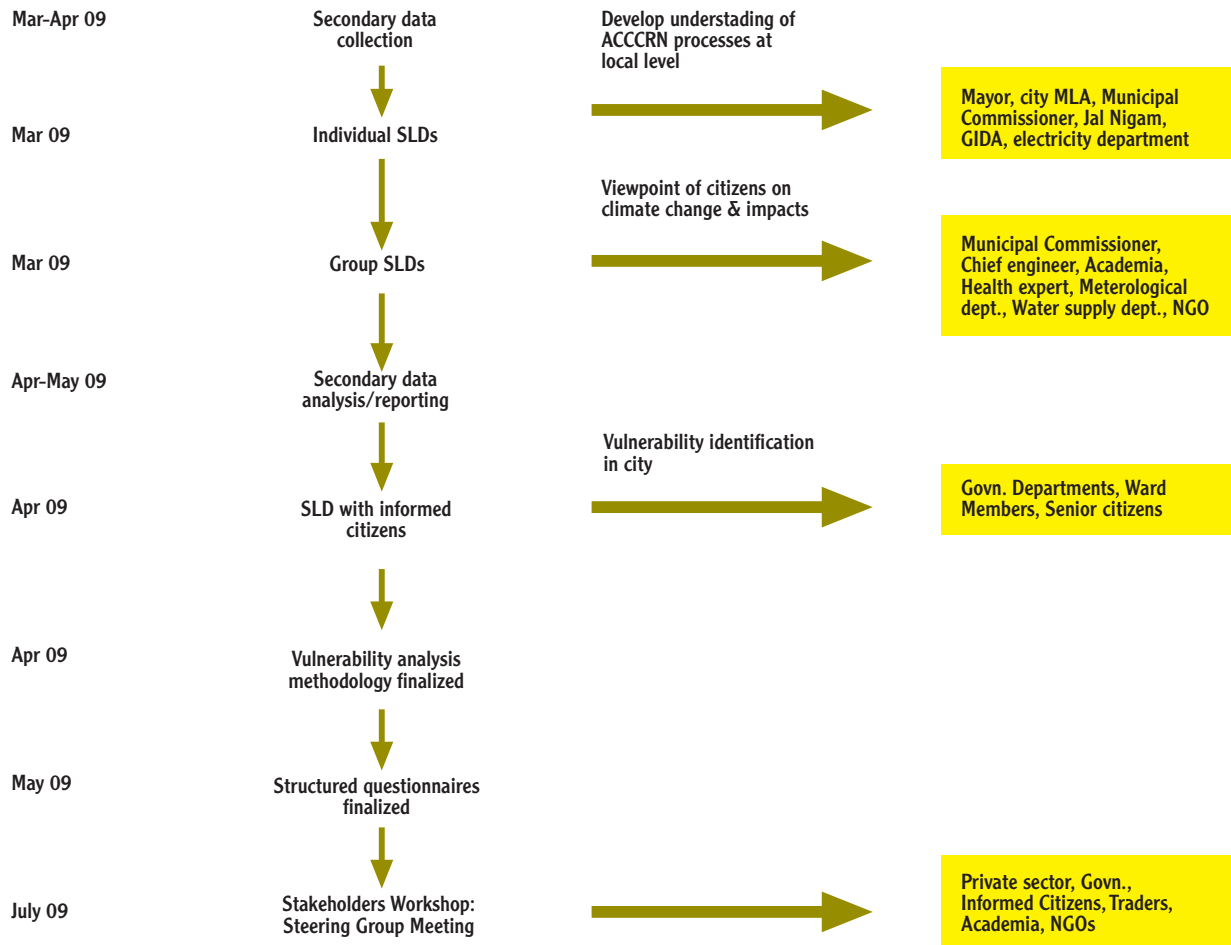 Mar-Apr 09
Secondary data
collection
Develop understading of
ACCCRN processes at
local level
Mayor, city MLA, Municipal
Commissioner, Jal Nigam,
GIDA, electricity department
Mar 09
Individual SLDs
Viewpoint of citizens on
climate change & impacts
Mar 09
Group SLDs
Municipal Commissioner,
Chief engineer, Academia,
Health expert, Meterological
dept., Water supply dept., NGO
Apr-May 09
Secondary data
analysis/reporting
Vulnerability identification
in city
Apr 09
SLD with informed
citizens
Govn. Departments, Ward
Members, Senior citizens
Apr 09
Vulnerability analysis
methodology finalized
May 09
Structured questionnaires
finalized
July 09
Stakeholders Workshop:
Steering Group Meeting
Private sector, Govn.,
Informed Citizens, Traders,
Academia, NGOs